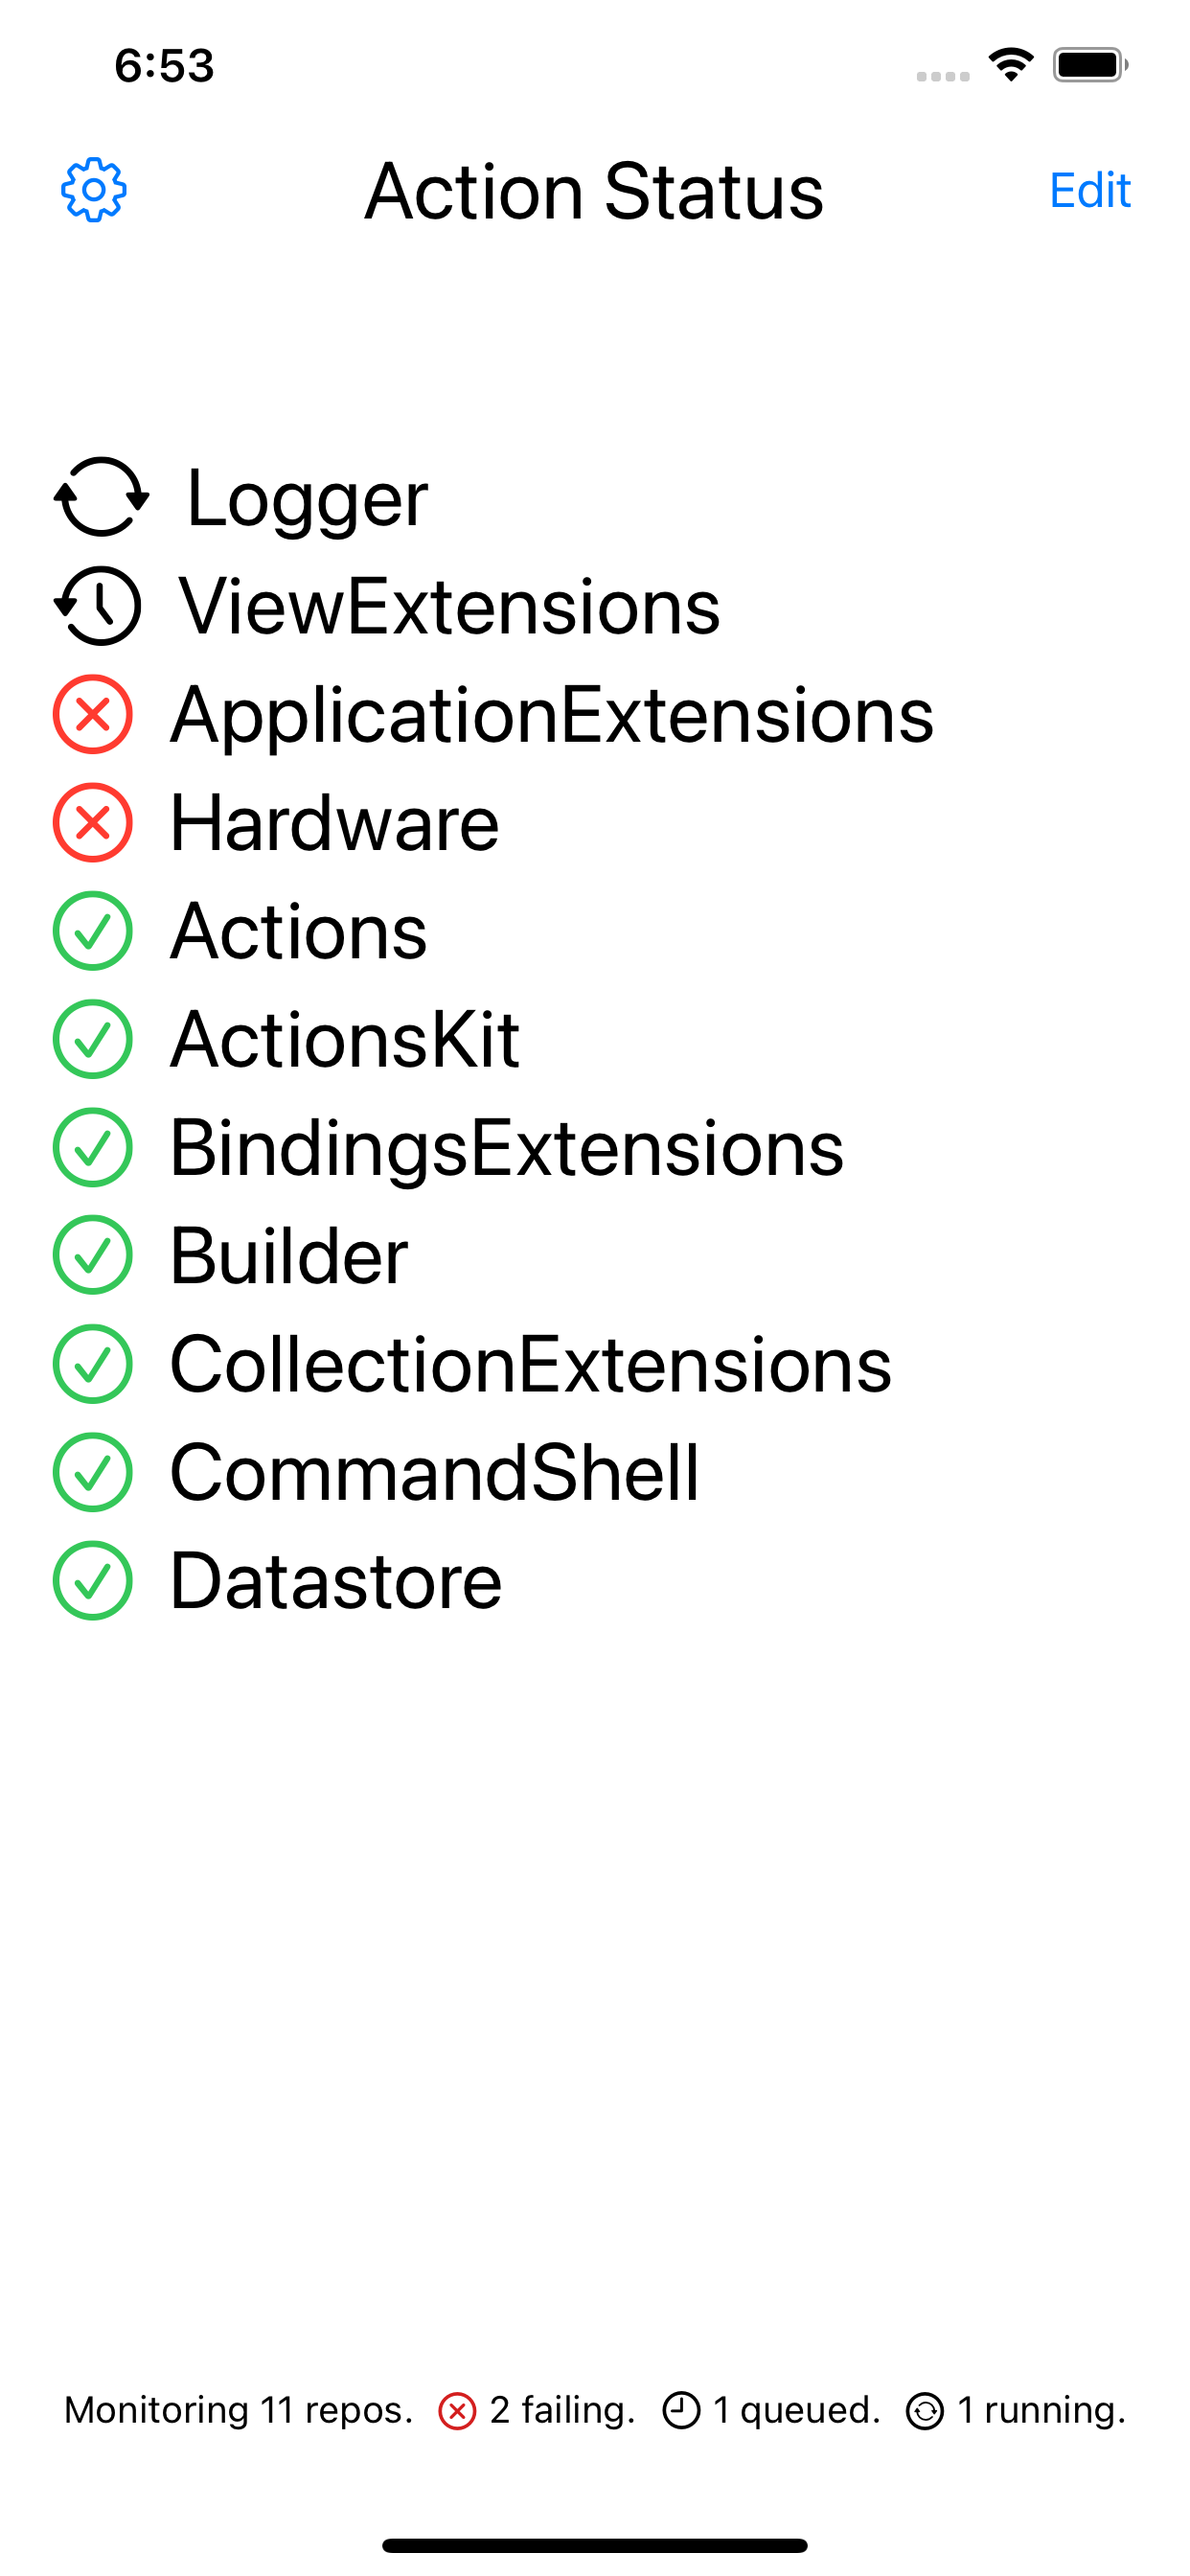 6:53
Action Status Edit
Logger
ViewExtensions
ApplicationExtensions
Hardware
Actions
ActionsKit
BindingsExtensions
Builder
CollectionExtensions
CommandShell
Datastore
Monitoring 11 repos. 2 failing. 1 queued. 1 running.